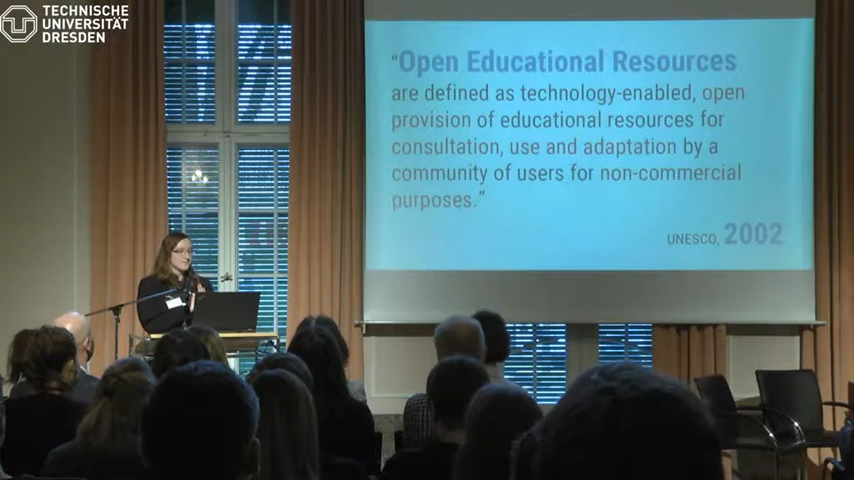 TECHNISCHE
UNIVERSITÄT
DRESDEN
“Open Educational Resources
are defined as technology-enabled, open
provision of educational resources for
consultation, use and adaptation by a
community of users for non-commercial
purposes.”
UNESCO, 2002